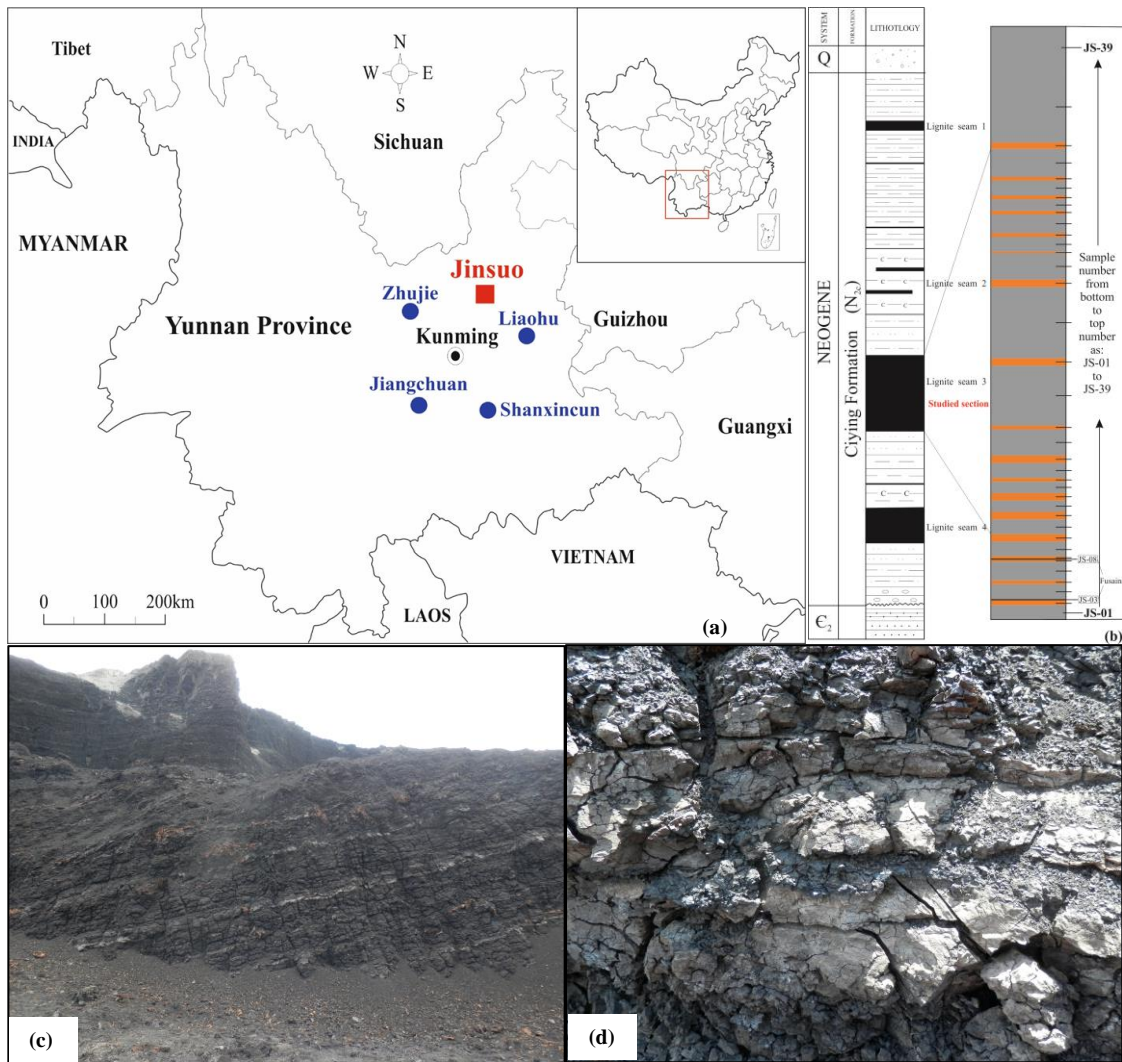 Tibet
N
W E
S
INDIA
Sichuan
MYANMAR
Jinsuo
Zhujie
Yunnan Province
Liaohu
Guizhou
Kunming
Jiangchuan
Shanxincun
Guangxi
VIETNAM
LAOS
0 100 200km
(a)
SYSTEM
FORMATION
LITHOTLOGY
Q
NEOGENE
Ciying Formation (N2c)
Є2
Lignite seam 1
Lignite seam 2
Lignite seam 3
Studied section
Lignite seam 4
c c
c c
c c
c c
JS-39
Sample
number
from
bottom
to
top
number
as:
JS-01
to
JS-39
JS-08
Fusain
JS-03
JS-01
(b)
(c)
(d)